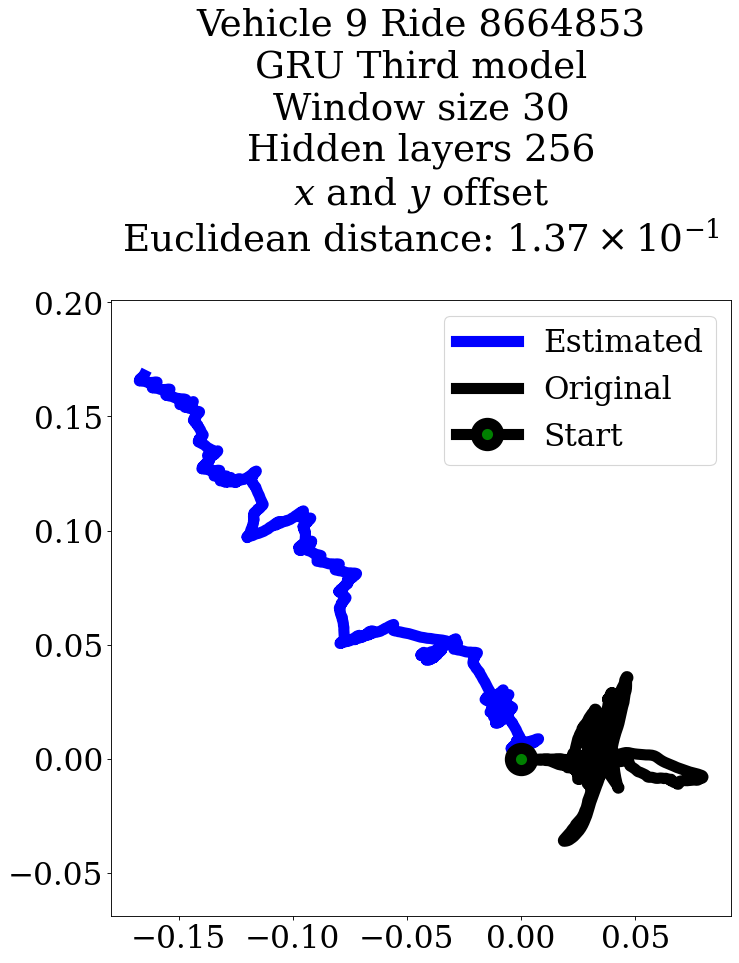 Vehicle 9 Ride 8664853
GRU Third model
Window size 30
Hidden layers 256
x and y offset
Euclidean distance: 1.37 × 10⁻¹
Estimated
Original
Start
0.20
0.15
0.10
0.05
0.00
−0.05
−0.15 −0.10 −0.05 0.00 0.05